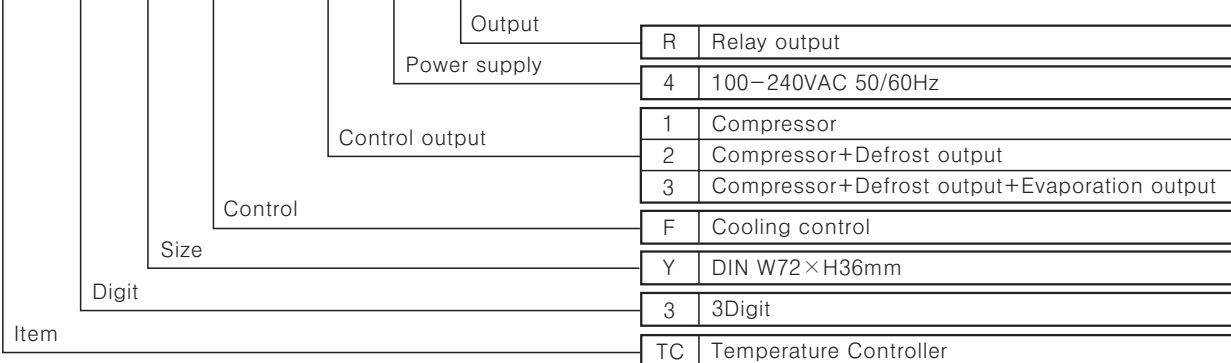 Output
R Relay output
Power supply
4 100-240VAC 50/60Hz
1 Compressor
Control output
2 Compressor+Defrost output
3 Compressor+Defrost output+Evaporation output
Control
F Cooling control
Size
Y DIN W72×H36mm
Digit
3 3Digit
Item
TC Temperature Controller